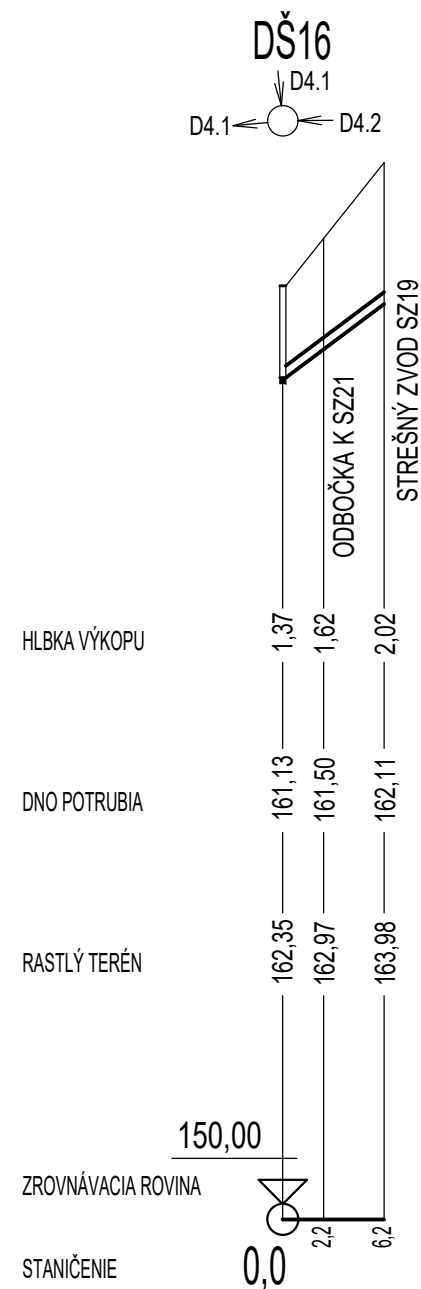 DŠ16
D4.1
D4.1
D4.2
ODBOČKA K SZ21
STREŠNÝ ZVOD SZ19
HLBKA VÝKOPU 1,37 1,62 2,02
DNO POTRUBIA 161,13 161,50 162,11
RASTLÝ TERÉN 162,35 162,97 163,98
150,00
ZROVNÁVACIA ROVINA
STANIČENIE 0,0 2,2 6,2